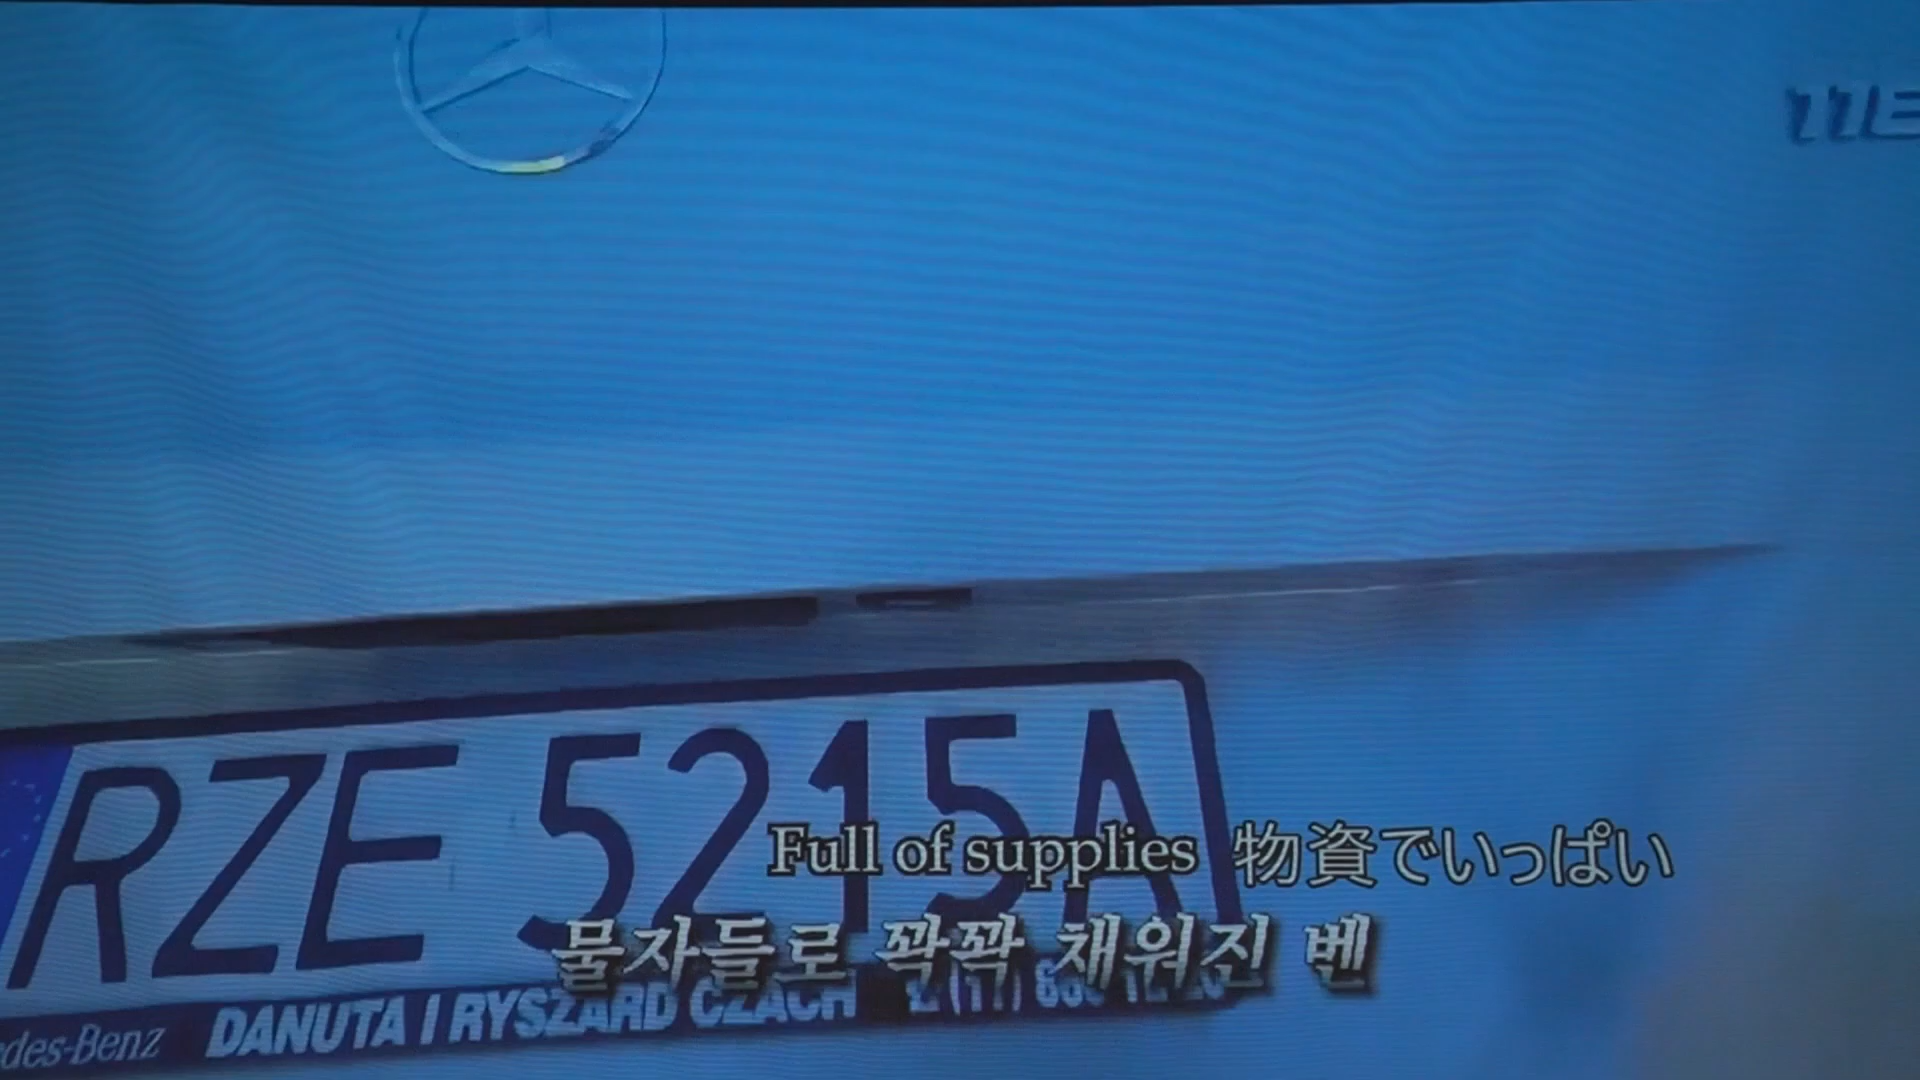 RZE 5215A
Full of supplies 物資でいっぱい
물자들로 꽉꽉 채워진 벤
DANUTA I RYSZARD CZACH